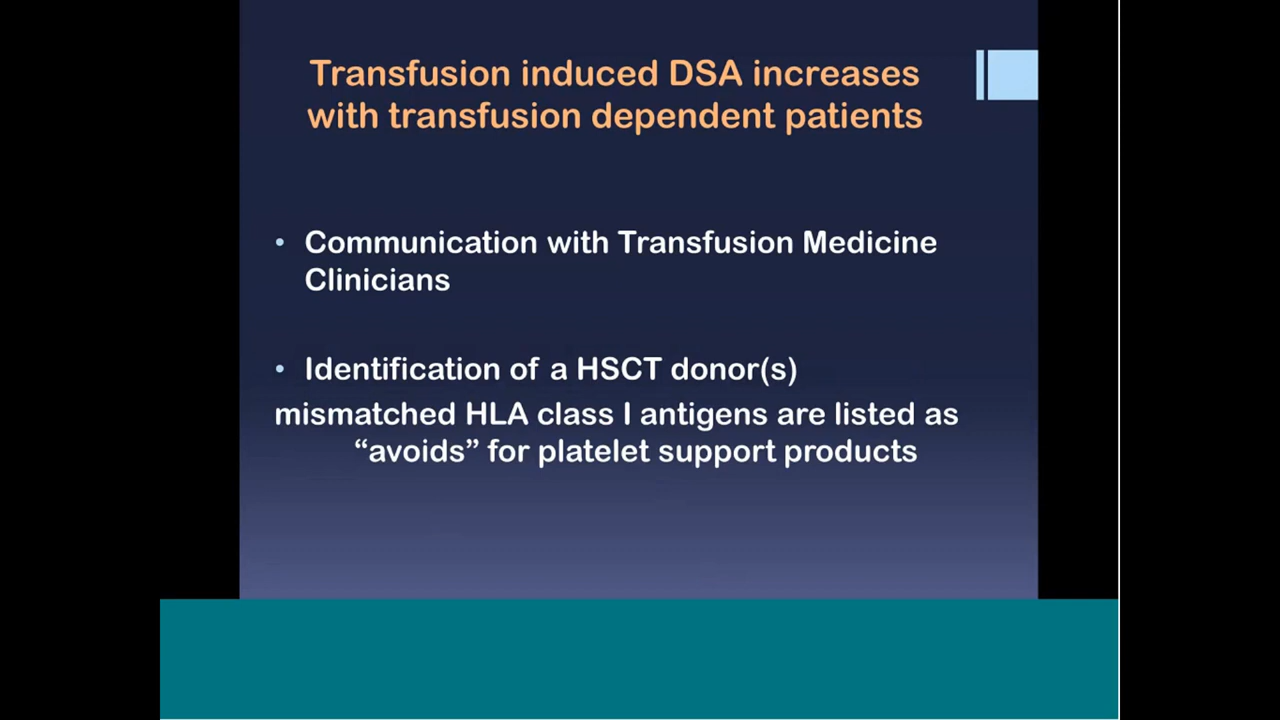 Transfusion induced DSA increases
with transfusion dependent patients
• Communication with Transfusion Medicine
Clinicians
• Identification of a HSCT donor(s)
mismatched HLA class I antigens are listed as
“avoids” for platelet support products